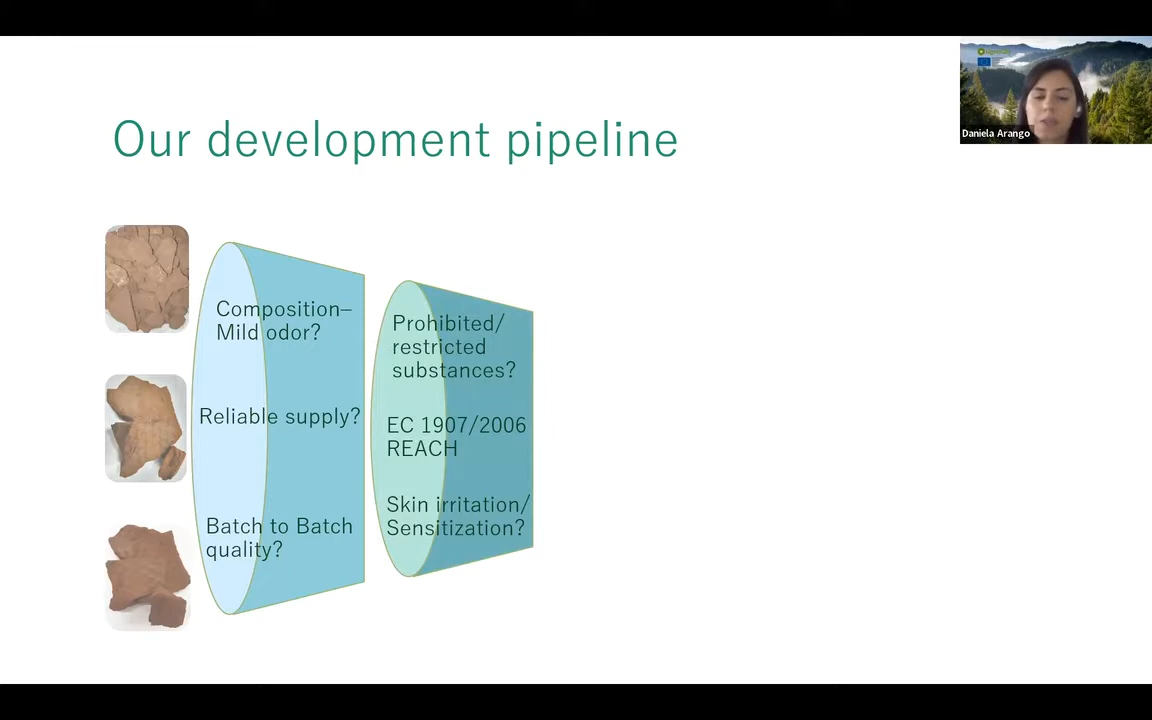 Our development pipeline
Daniela Arango
Composition–
Mild odor?
Reliable supply?
Batch to Batch
quality?
Prohibited/
restricted
substances?
EC 1907/2006
REACH
Skin irritation/
Sensitization?